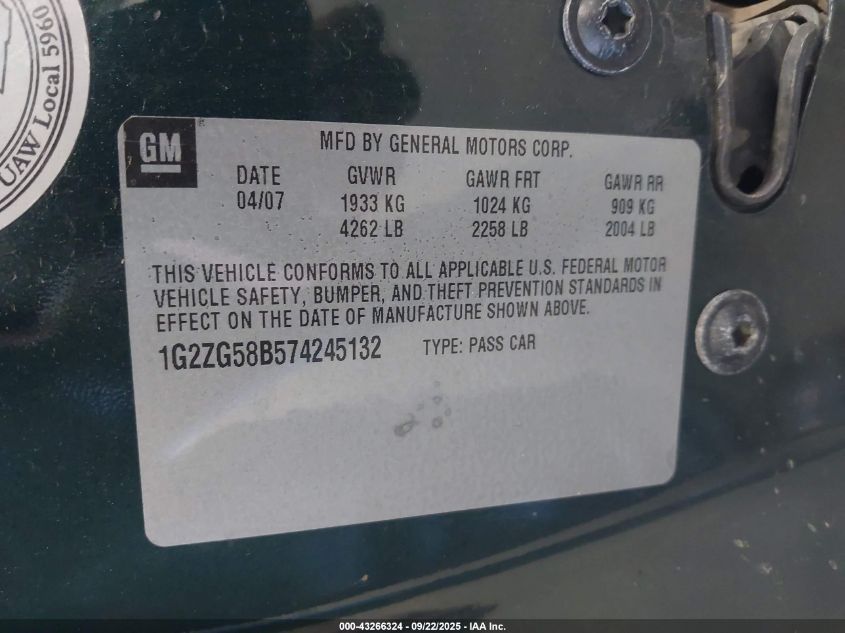 UAW Local 5960
GM
MFD BY GENERAL MOTORS CORP.
DATE GVWR GAWR FRT GAWR RR
04/07 1933 KG 1024 KG 909 KG
4262 LB 2258 LB 2004 LB
THIS VEHICLE CONFORMS TO ALL APPLICABLE U.S. FEDERAL MOTOR
VEHICLE SAFETY, BUMPER, AND THEFT PREVENTION STANDARDS IN
EFFECT ON THE DATE OF MANUFACTURE SHOWN ABOVE.
1G2ZG58B574245132 TYPE: PASS CAR
000-43266324 - 09/22/2025 - IAA Inc.